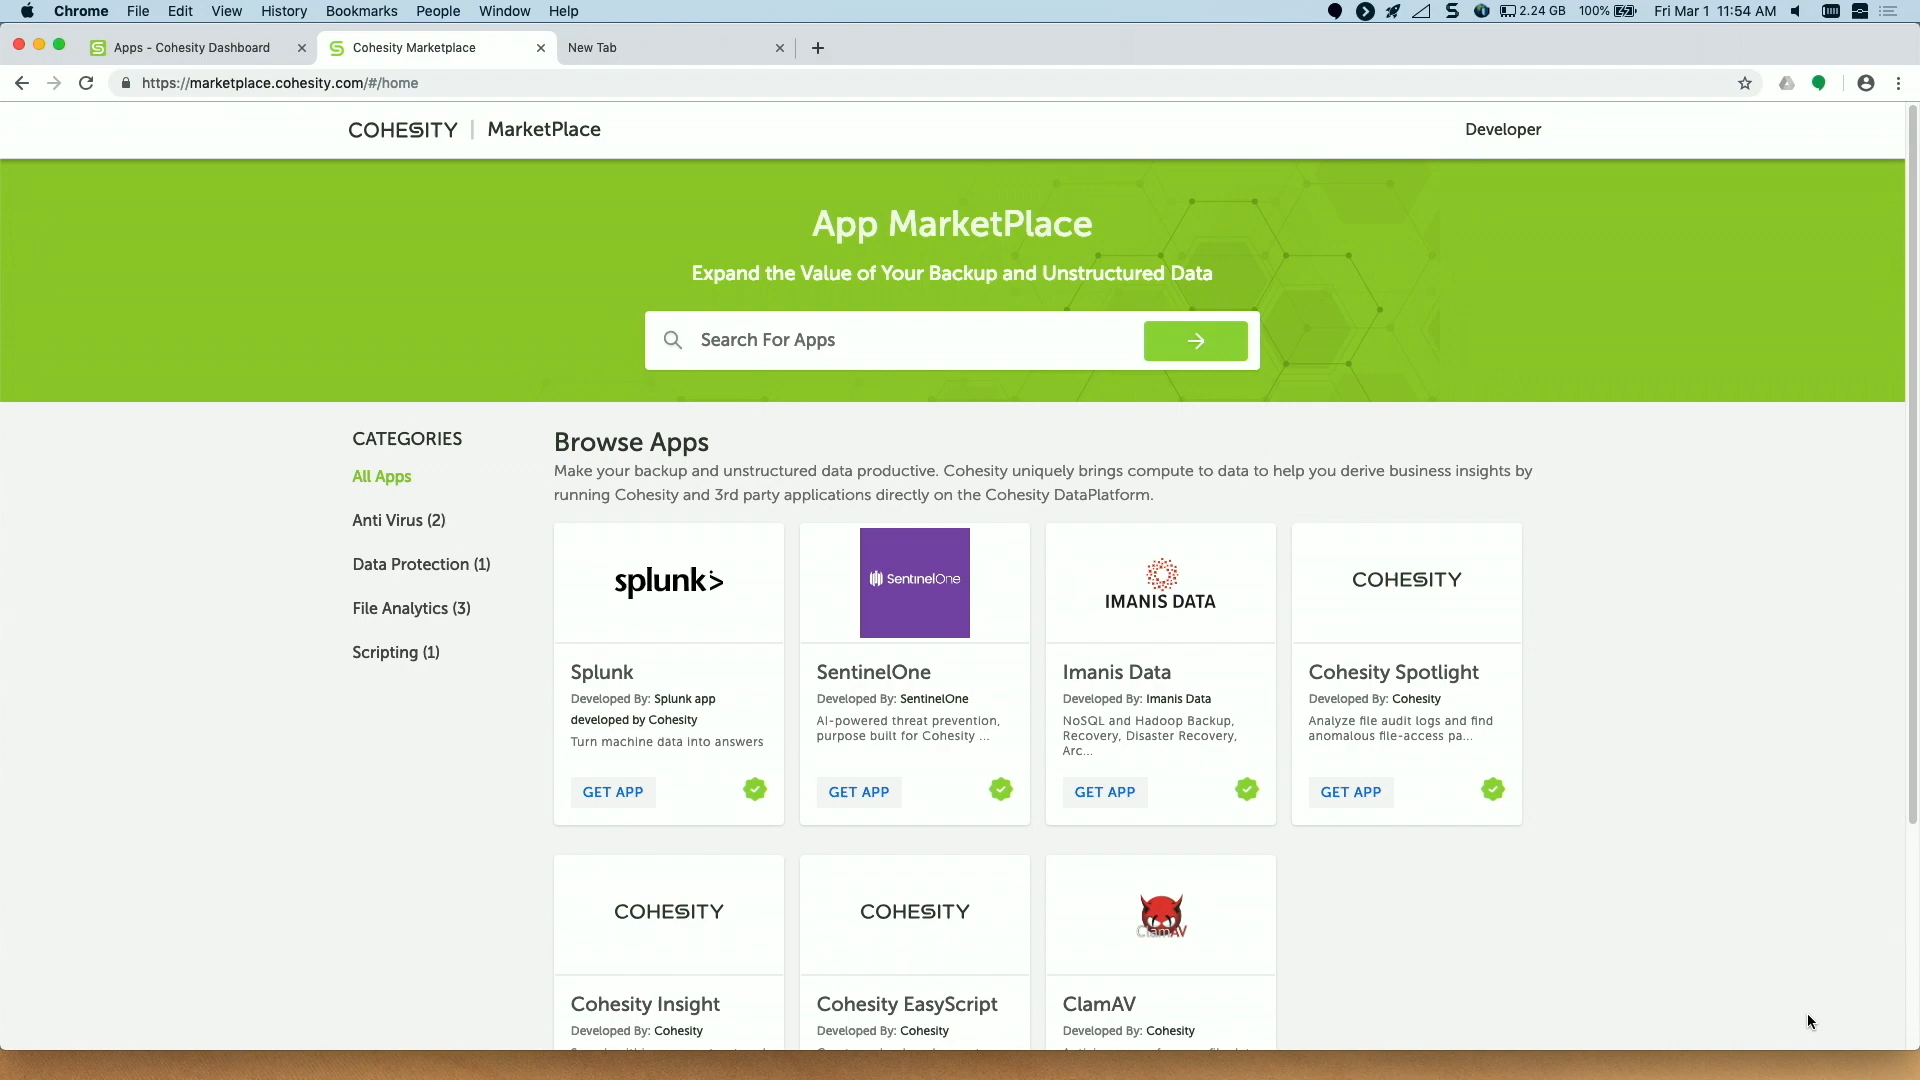 Chrome File Edit View History Bookmarks People Window Help 2.24 GB 100% Fri Mar 1 11:54 AM
Apps - Cohesity Dashboard Cohesity Marketplace New Tab
https://marketplace.cohesity.com/#/home
COHESITY | MarketPlace Developer
App MarketPlace
Expand the Value of Your Backup and Unstructured Data
Search For Apps
CATEGORIES
All Apps
Anti Virus (2)
Data Protection (1)
File Analytics (3)
Scripting (1)
Browse Apps
Make your backup and unstructured data productive. Cohesity uniquely brings compute to data to help you derive business insights by
running Cohesity and 3rd party applications directly on the Cohesity DataPlatform.
splunk>
Splunk
Developed By: Splunk app
developed by Cohesity
Turn machine data into answers
GET APP
SentinelOne
SentinelOne
Developed By: SentinelOne
AI-powered threat prevention,
purpose built for Cohesity ...
GET APP
IMANIS DATA
Imanis Data
Developed By: Imanis Data
NoSQL and Hadoop Backup,
Recovery, Disaster Recovery,
Arc...
GET APP
COHESITY
Cohesity Spotlight
Developed By: Cohesity
Analyze file audit logs and find
anomalous file-access pa...
GET APP
COHESITY
Cohesity Insight
Developed By: Cohesity
COHESITY
Cohesity EasyScript
Developed By: Cohesity
ClamAV
ClamAV
Developed By: Cohesity